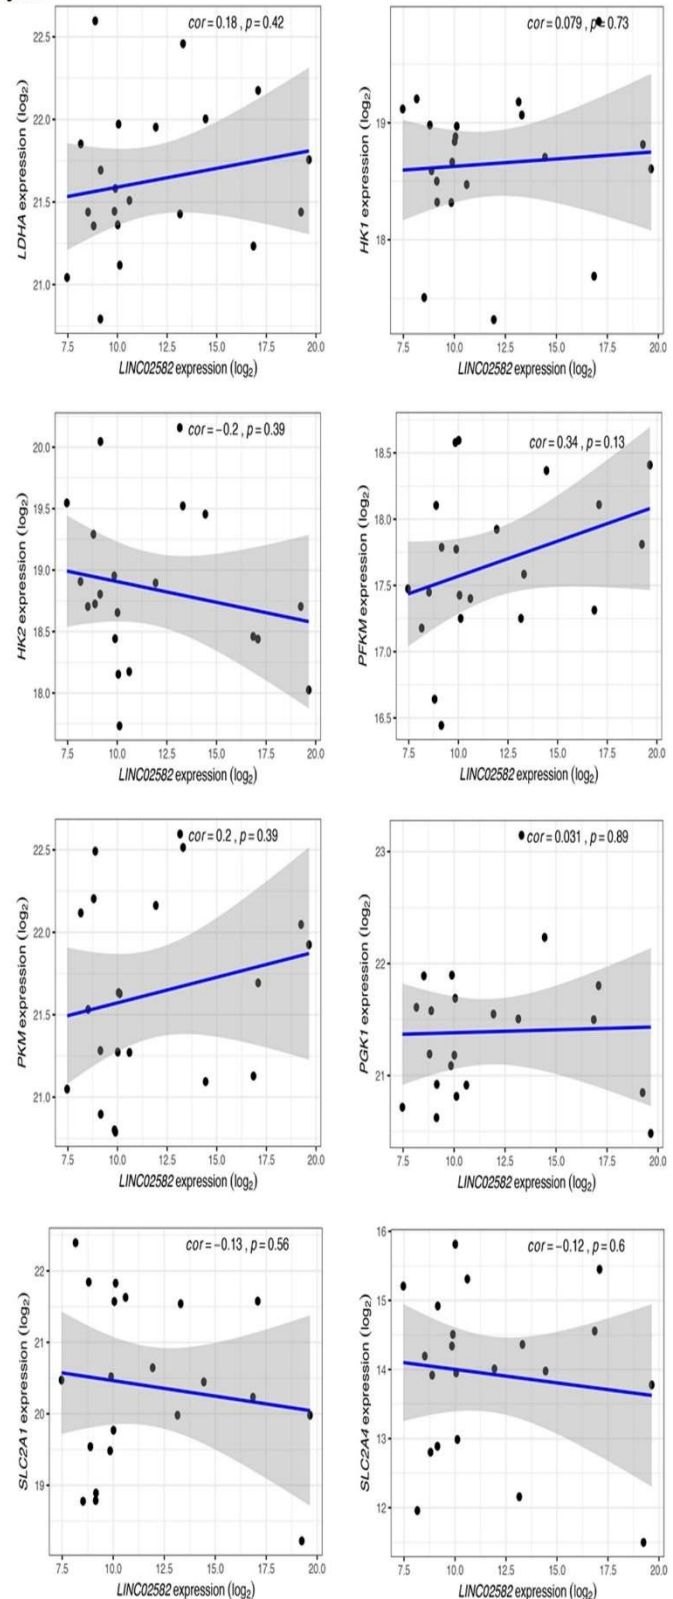 cor = 0.18 , p = 0.42
22.5
22.0
21.5
21.0
LDHA expression (log2)
7.5 10.0 12.5 15.0 17.5 20.0
LINC02582 expression (log2)
cor = 0.079 , p = 0.73
19
18
HK1 expression (log2)
7.5 10.0 12.5 15.0 17.5 20.0
LINC02582 expression (log2)
cor = −0.2 , p = 0.39
20.0
19.5
19.0
18.5
18.0
HK2 expression (log2)
7.5 10.0 12.5 15.0 17.5 20.0
LINC02582 expression (log2)
cor = 0.34 , p = 0.13
18.5
18.0
17.5
17.0
16.5
PFKM expression (log2)
7.5 10.0 12.5 15.0 17.5 20.0
LINC02582 expression (log2)
cor = 0.2 , p = 0.39
22.5
22.0
21.5
21.0
PKM expression (log2)
7.5 10.0 12.5 15.0 17.5 20.0
LINC02582 expression (log2)
cor = 0.031 , p = 0.89
23
22
21
PGK1 expression (log2)
7.5 10.0 12.5 15.0 17.5 20.0
LINC02582 expression (log2)
cor = −0.13 , p = 0.56
22
21
20
19
SLC2A1 expression (log2)
7.5 10.0 12.5 15.0 17.5 20.0
LINC02582 expression (log2)
cor = −0.12 , p = 0.6
16
15
14
13
12
SLC2A4 expression (log2)
7.5 10.0 12.5 15.0 17.5 20.0
LINC02582 expression (log2)